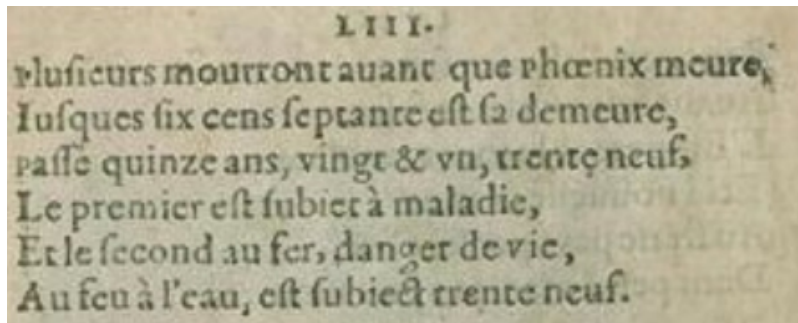 LIII.
Plusieurs mourront auant que Phœnix meure,
Iusques six cens septante est sa demeure,
Passé quinze ans, vingt & vn, trente neuf,
Le premier est subiet à maladie,
Et le second au fer, danger de vie,
Au feu à l'eau, est subiect trente neuf.